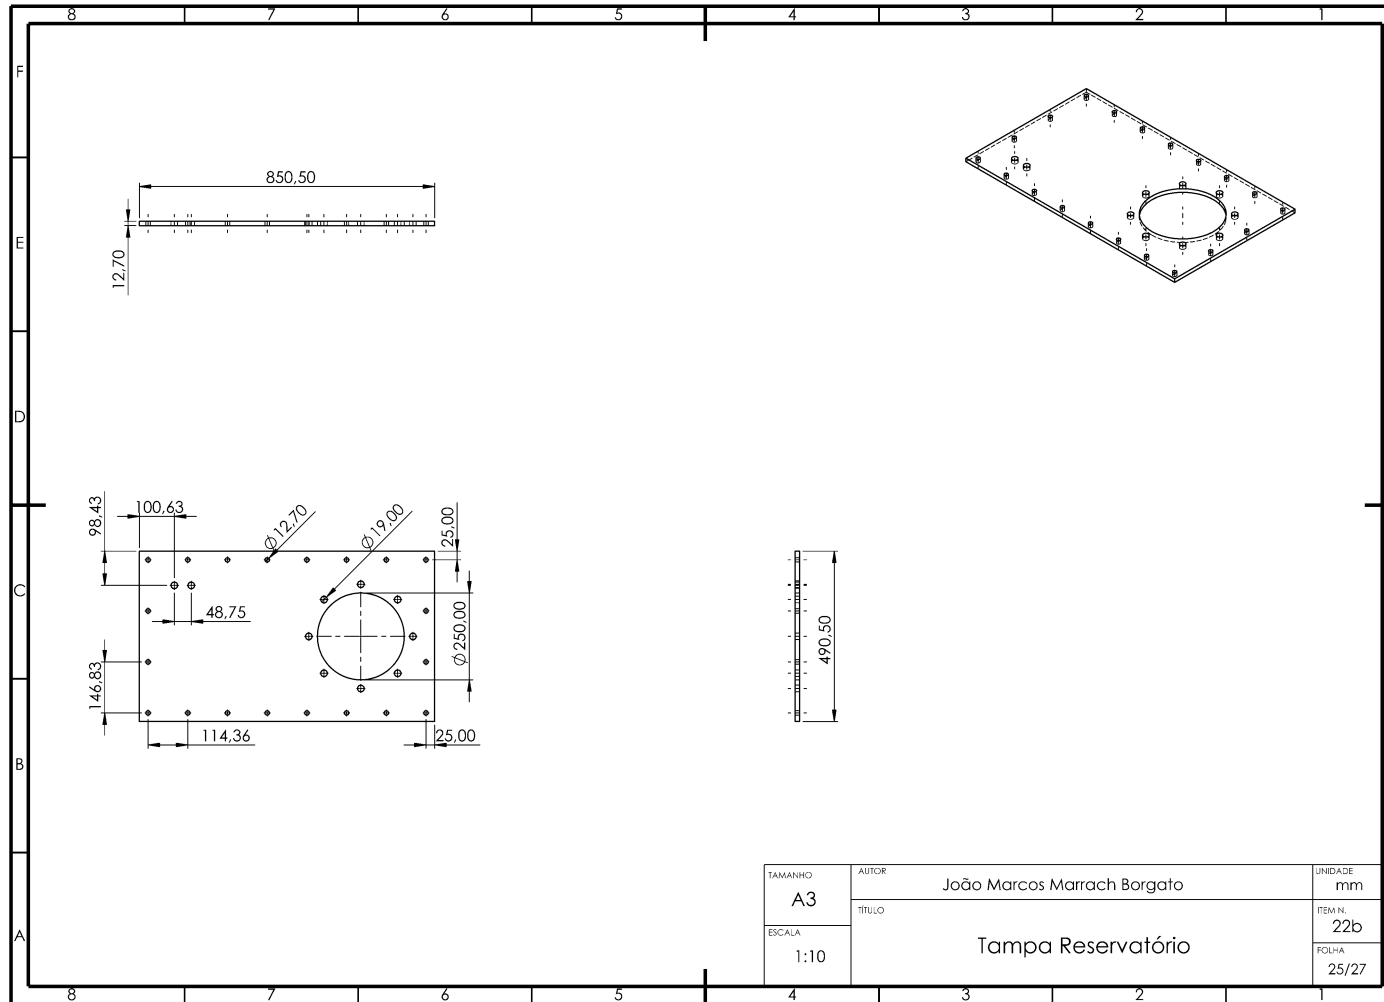 8 7 6 5 4 3 2 1
F
E
D
C
B
A
850,50
12,70
98,43
100,63
Ø12,70
Ø19,00
25,00
48,75
Ø250,00
146,83
114,36
25,00
490,50
TAMANHO
A3
AUTOR
João Marcos Marrach Borgato
UNIDADE
mm
TÍTULO
Tampa Reservatório
ITEM N.
22b
ESCALA
1:10
FOLHA
25/27
8 7 6 5 4 3 2 1